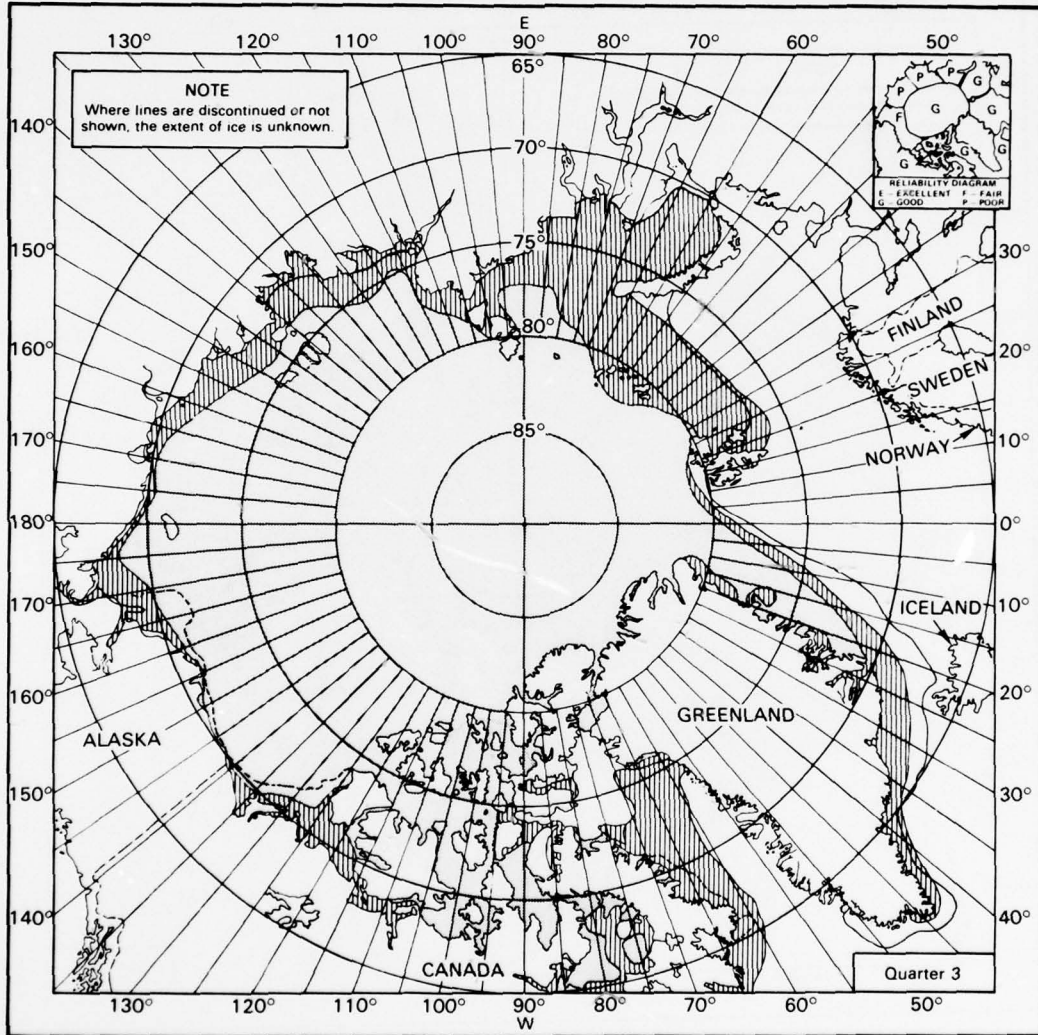 E
130° 120° 110° 100° 90° 80° 70° 60° 50°
65°
NOTE
Where lines are discontinued or not
shown, the extent of ice is unknown.
P P G
P G G
F G
G G
G
RELIABILITY DIAGRAM
E – EXCELLENT F – FAIR
G – GOOD P – POOR
140°
70°
150°
75°
30°
FINLAND
160°
80°
20°
SWEDEN
170°
85°
10°
NORWAY
180°
0°
170°
10°
ICELAND
160°
20°
GREENLAND
ALASKA
150°
30°
140°
40°
CANADA
Quarter 3
130° 120° 110° 100° 90° 80° 70° 60° 50°
W